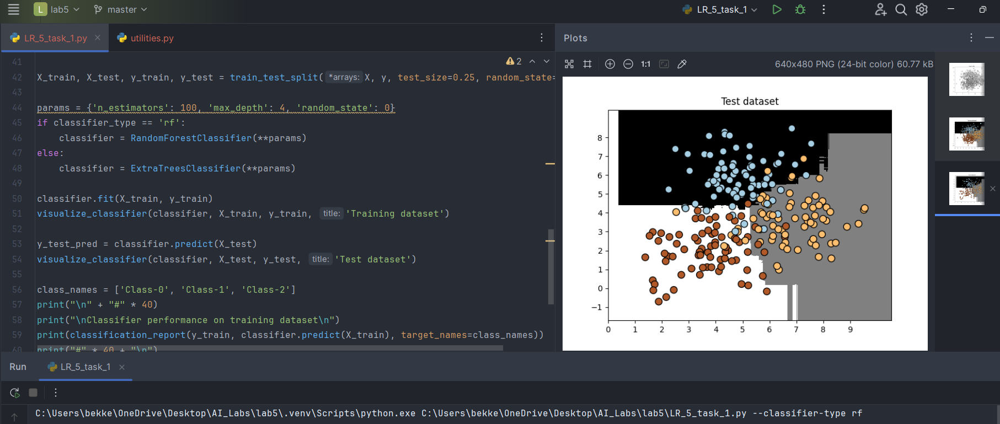 L lab5 master LR_5_task_1
LR_5_task_1.py utilities.py
Plots
2
1:1 640x480 PNG (24-bit color) 60.77 kB
41
42 X_train, X_test, y_train, y_test = train_test_split( *arrays: X, y, test_size=0.25, random_state=
43
44 params = {'n_estimators': 100, 'max_depth': 4, 'random_state': 0}
45 if classifier_type == 'rf':
46 classifier = RandomForestClassifier(**params)
47 else:
48 classifier = ExtraTreesClassifier(**params)
49
50 classifier.fit(X_train, y_train)
51 visualize_classifier(classifier, X_train, y_train, title: 'Training dataset')
52
53 y_test_pred = classifier.predict(X_test)
54 visualize_classifier(classifier, X_test, y_test, title: 'Test dataset')
55
56 class_names = ['Class-0', 'Class-1', 'Class-2']
57 print("\n" + "#" * 40)
58 print("\nClassifier performance on training dataset\n")
59 print(classification_report(y_train, classifier.predict(X_train), target_names=class_names))
60 print("#" * 40 + "\n")
Test dataset
8
7
6
5
4
3
2
1
0
−1
0 1 2 3 4 5 6 7 8 9
Run LR_5_task_1
C:\Users\bekke\OneDrive\Desktop\AI_Labs\lab5\.venv\Scripts\python.exe C:\Users\bekke\OneDrive\Desktop\AI_Labs\lab5\LR_5_task_1.py --classifier-type rf